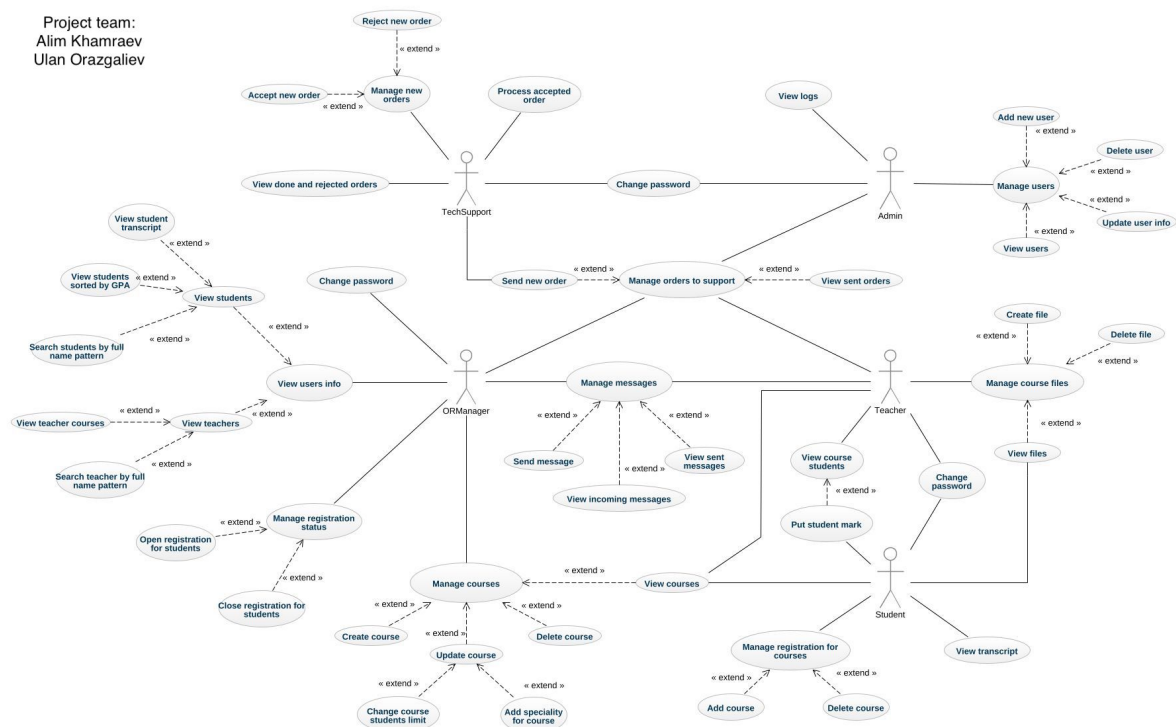 Project team:
Alim Khamraev
Ulan Orazgaliev
Reject new order
« extend »
Accept new order
« extend »
Manage new
orders
Process accepted
order
View logs
Add new user
« extend »
Delete user
« extend »
Manage users
« extend »
Update user info
« extend »
View users
View done and rejected orders
TechSupport
Change password
Admin
View student
transcript
« extend »
View students
sorted by GPA
« extend »
View students
Search students by full
name pattern
« extend »
« extend »
Change password
Send new order
« extend »
Manage orders to support
« extend »
View sent orders
Create file
« extend »
Delete file
« extend »
View users info
ORManager
Manage messages
Teacher
Manage course files
« extend »
View files
View teacher courses
« extend »
View teachers
« extend »
Search teacher by full
name pattern
« extend »
« extend »
Send message
« extend »
View incoming messages
« extend »
View sent
messages
View course
students
« extend »
Put student mark
Change
password
Manage registration
status
« extend »
Open registration
for students
« extend »
Close registration for
students
Manage courses
« extend »
View courses
Student
« extend »
Create course
« extend »
Update course
« extend »
Delete course
« extend »
Change course
students limit
« extend »
Add speciality
for course
Manage registration for
courses
View transcript
« extend »
Add course
« extend »
Delete course